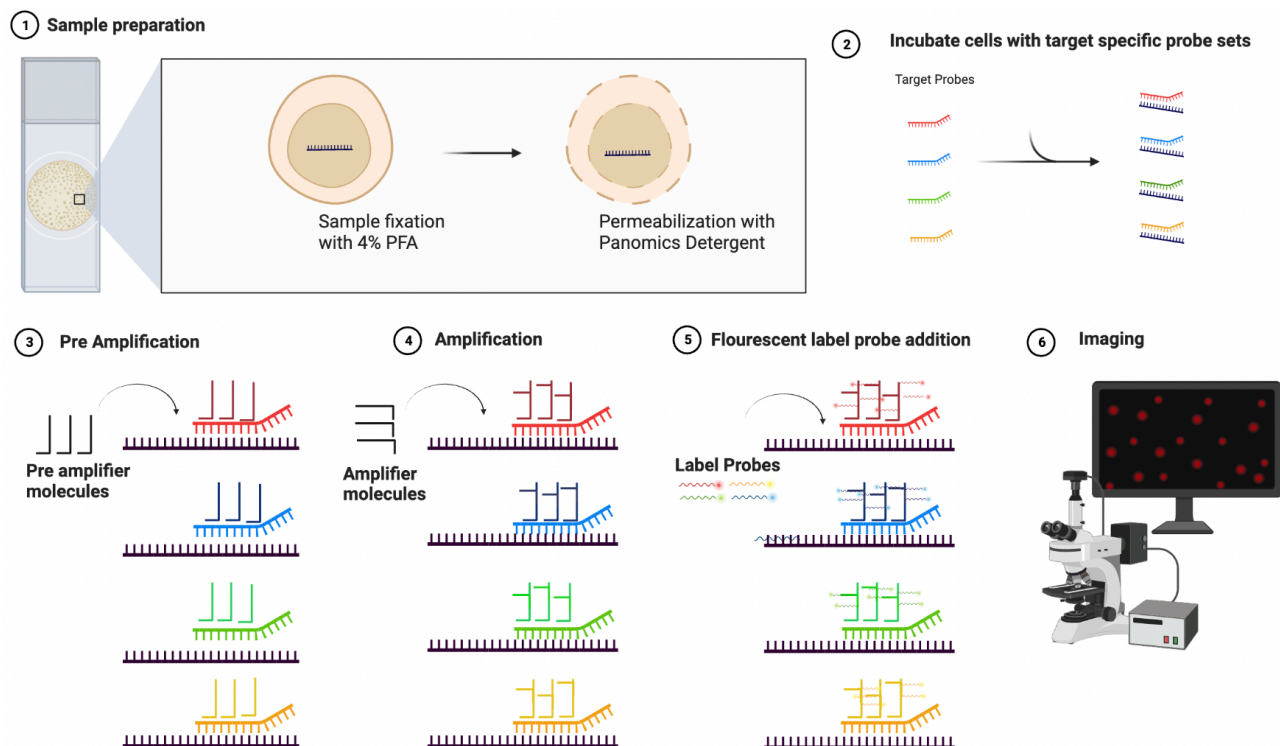 1 Sample preparation
Sample fixation
with 4% PFA
Permeabilization with
Panomics Detergent
2 Incubate cells with target specific probe sets
Target Probes
3 Pre Amplification
Pre amplifier
molecules
4 Amplification
Amplifier
molecules
5 Flourescent label probe addition
Label Probes
6 Imaging